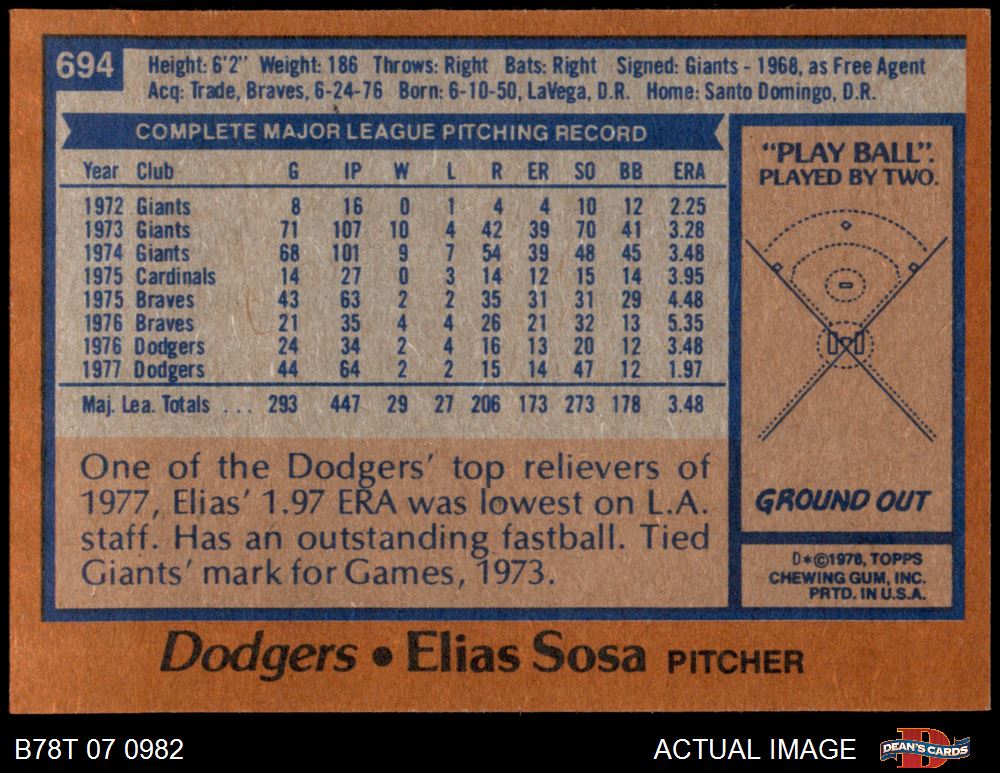 694
Height: 6'2" Weight: 186 Throws: Right Bats: Right Signed: Giants - 1968, as Free Agent
Acq: Trade, Braves, 6-24-76 Born: 6-10-50, LaVega, D.R. Home: Santo Domingo, D.R.
COMPLETE MAJOR LEAGUE PITCHING RECORD
Year Club G IP W L R ER SO BB ERA
1972 Giants 8 16 0 1 4 4 10 12 2.25
1973 Giants 71 107 10 4 42 39 70 41 3.28
1974 Giants 68 101 9 7 54 39 48 45 3.48
1975 Cardinals 14 27 0 3 14 12 15 14 3.95
1975 Braves 43 63 2 2 35 31 31 29 4.48
1976 Braves 21 35 4 4 26 21 32 13 5.35
1976 Dodgers 24 34 2 4 16 13 20 12 3.48
1977 Dodgers 44 64 2 2 15 14 47 12 1.97
Maj. Lea. Totals ... 293 447 29 27 206 173 273 178 3.48
One of the Dodgers' top relievers of
1977, Elias' 1.97 ERA was lowest on L.A.
staff. Has an outstanding fastball. Tied
Giants' mark for Games, 1973.
"PLAY BALL".
PLAYED BY TWO.
GROUND OUT
D*©1978, TOPPS
CHEWING GUM, INC.
PRTD. IN U.S.A.
Dodgers • Elias Sosa PITCHER
B78T 07 0982
ACTUAL IMAGE
DEAN'S CARDS